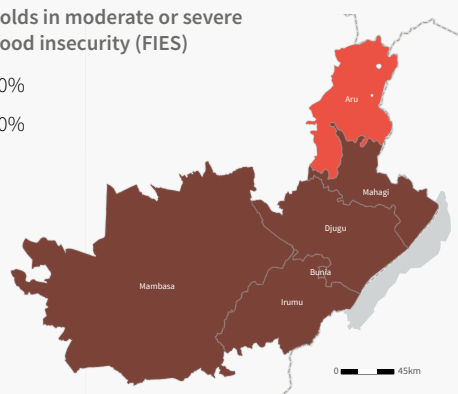 olds in moderate or severe
ood insecurity (FIES)
0%
0%
Aru
Mahagi
Djugu
Bunia
Mambasa
Irumu
0 45km